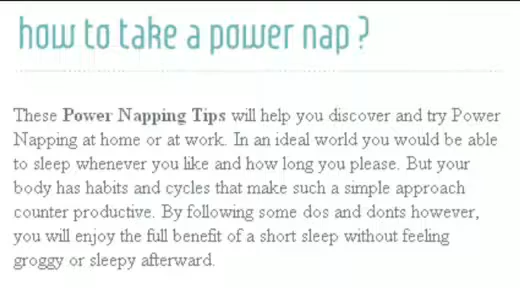 how to take a power nap ?
These Power Napping Tips will help you discover and try Power
Napping at home or at work. In an ideal world you would be able
to sleep whenever you like and how long you please. But your
body has habits and cycles that make such a simple approach
counter productive. By following some dos and donts however,
you will enjoy the full benefit of a short sleep without feeling
groggy or sleepy afterward.